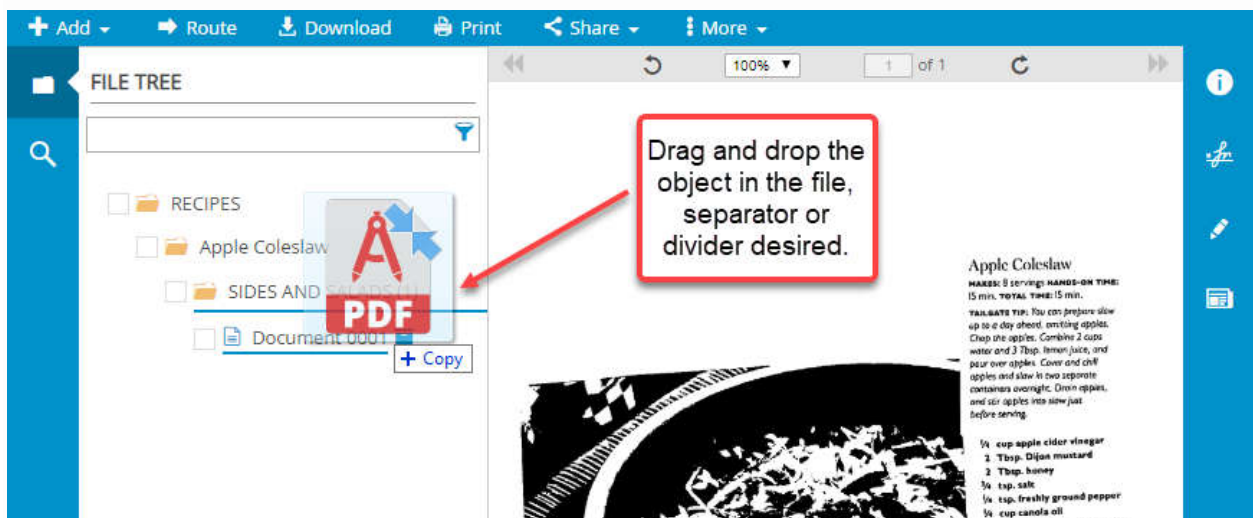 Add
Route
Download
Print
Share
More
FILE TREE
100%
1 of 1
RECIPES
Apple Coleslaw
SIDES AND SALADS (1)
Document 0001
PDF
+ Copy
Drag and drop the
object in the file,
separator or
divider desired.
Apple Coleslaw
MAKES: 8 servings HANDS-ON TIME:
15 min. TOTAL TIME: 15 min.
TAILGATE TIP: You can prepare slaw
up to a day ahead, omitting apples.
Chop the apples. Combine 2 cups
water and 3 Tbsp. lemon juice, and
pour over apples. Cover and chill
apples and slaw in two separate
containers overnight. Drain apples,
and stir apples into slaw just
before serving.
¼ cup apple cider vinegar
2 Tbsp. Dijon mustard
2 Tbsp. honey
¾ tsp. salt
¼ tsp. freshly ground pepper
¼ cup canola oil